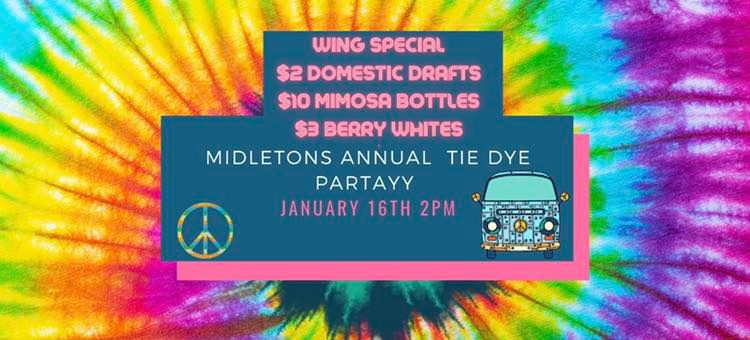 WING SPECIAL
$2 DOMESTIC DRAFTS
$10 MIMOSA BOTTLES
$3 BERRY WHITES
MIDLETONS ANNUAL TIE DYE
PARTAYY
JANUARY 16TH 2PM